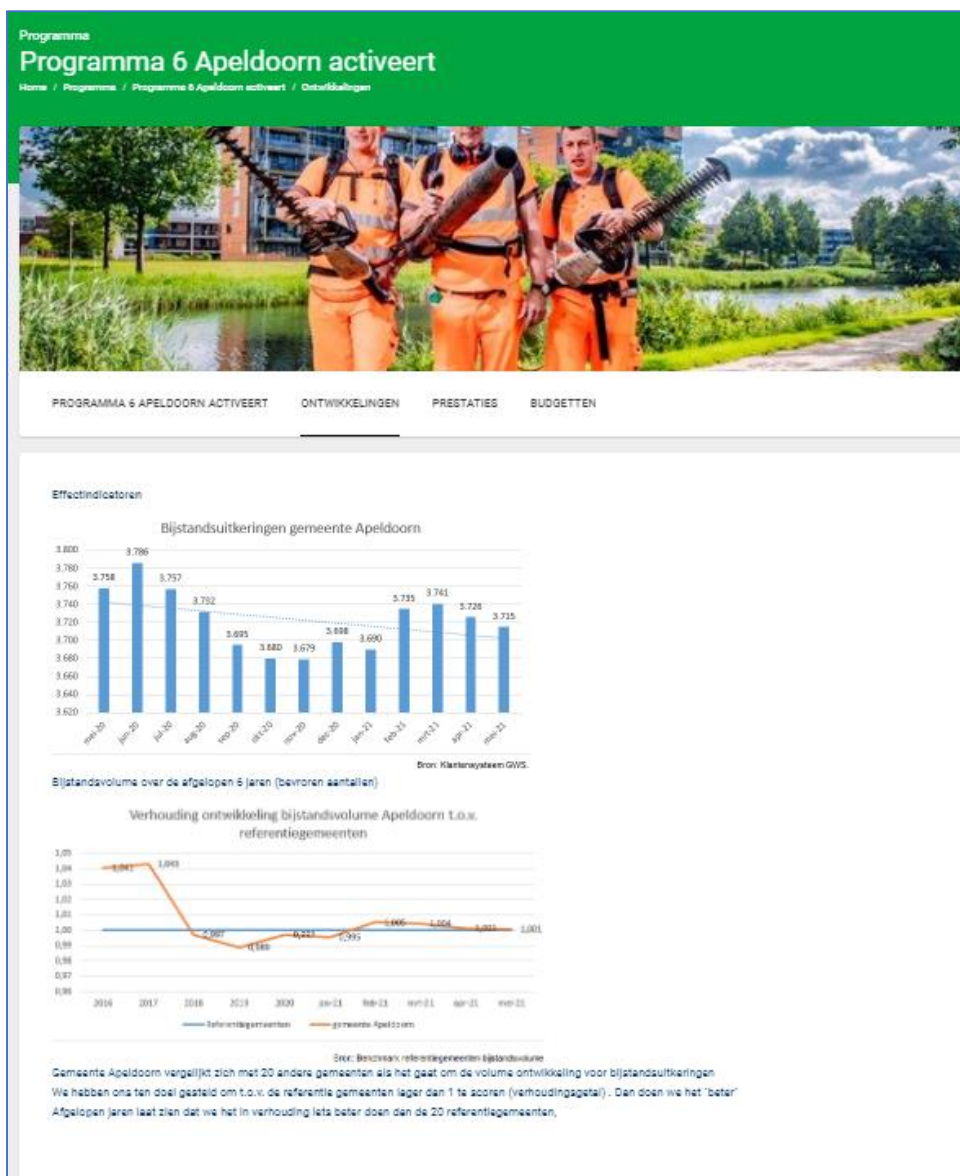 Programma
Programma 6 Apeldoorn activeert
Home / Programma / Programma 6 Apeldoorn activeert / Ontwikkelingen
PROGRAMMA 6 APELDOORN ACTIVEERT ONTWIKKELINGEN PRESTATIES BUDGETTEN
Effectindicatoren
Bijstandsuitkeringen gemeente Apeldoorn
3.800
3.780
3.760
3.740
3.720
3.700
3.680
3.660
3.640
3.620
3.758 3.786 3.757 3.732 3.695 3.680 3.679 3.698 3.690 3.735 3.741 3.726 3.715
mei-20 jun-20 jul-20 aug-20 sep-20 okt-20 nov-20 dec-20 jan-21 feb-21 mrt-21 apr-21 mei-21
Bron: Klantensysteem GWS.
Bijstandsvolume over de afgelopen 6 jaren (bevroren aantallen)
Verhouding ontwikkeling bijstandsvolume Apeldoorn t.o.v.
referentiegemeenten
1,05
1,04
1,03
1,02
1,01
1,00
0,99
0,98
0,97
0,96
1,041 1,043 0,997 0,989 0,995 1,005 1,004 1,001
2016 2017 2018 2019 2020 jan-21 feb-21 mrt-21 apr-21 mei-21
Referentiegemeenten gemeente Apeldoorn
Bron: Benchmark referentiegemeenten bijstandsvolume
Gemeente Apeldoorn vergelijkt zich met 20 andere gemeenten als het gaat om de volume ontwikkeling voor bijstandsuitkeringen
We hebben ons ten doel gesteld om t.o.v. de referentie gemeenten lager dan 1 te scoren (verhoudingsgetal) . Dan doen we het "beter"
Afgelopen jaren laat zien dat we het in verhouding iets beter doen dan de 20 referentiegemeenten,